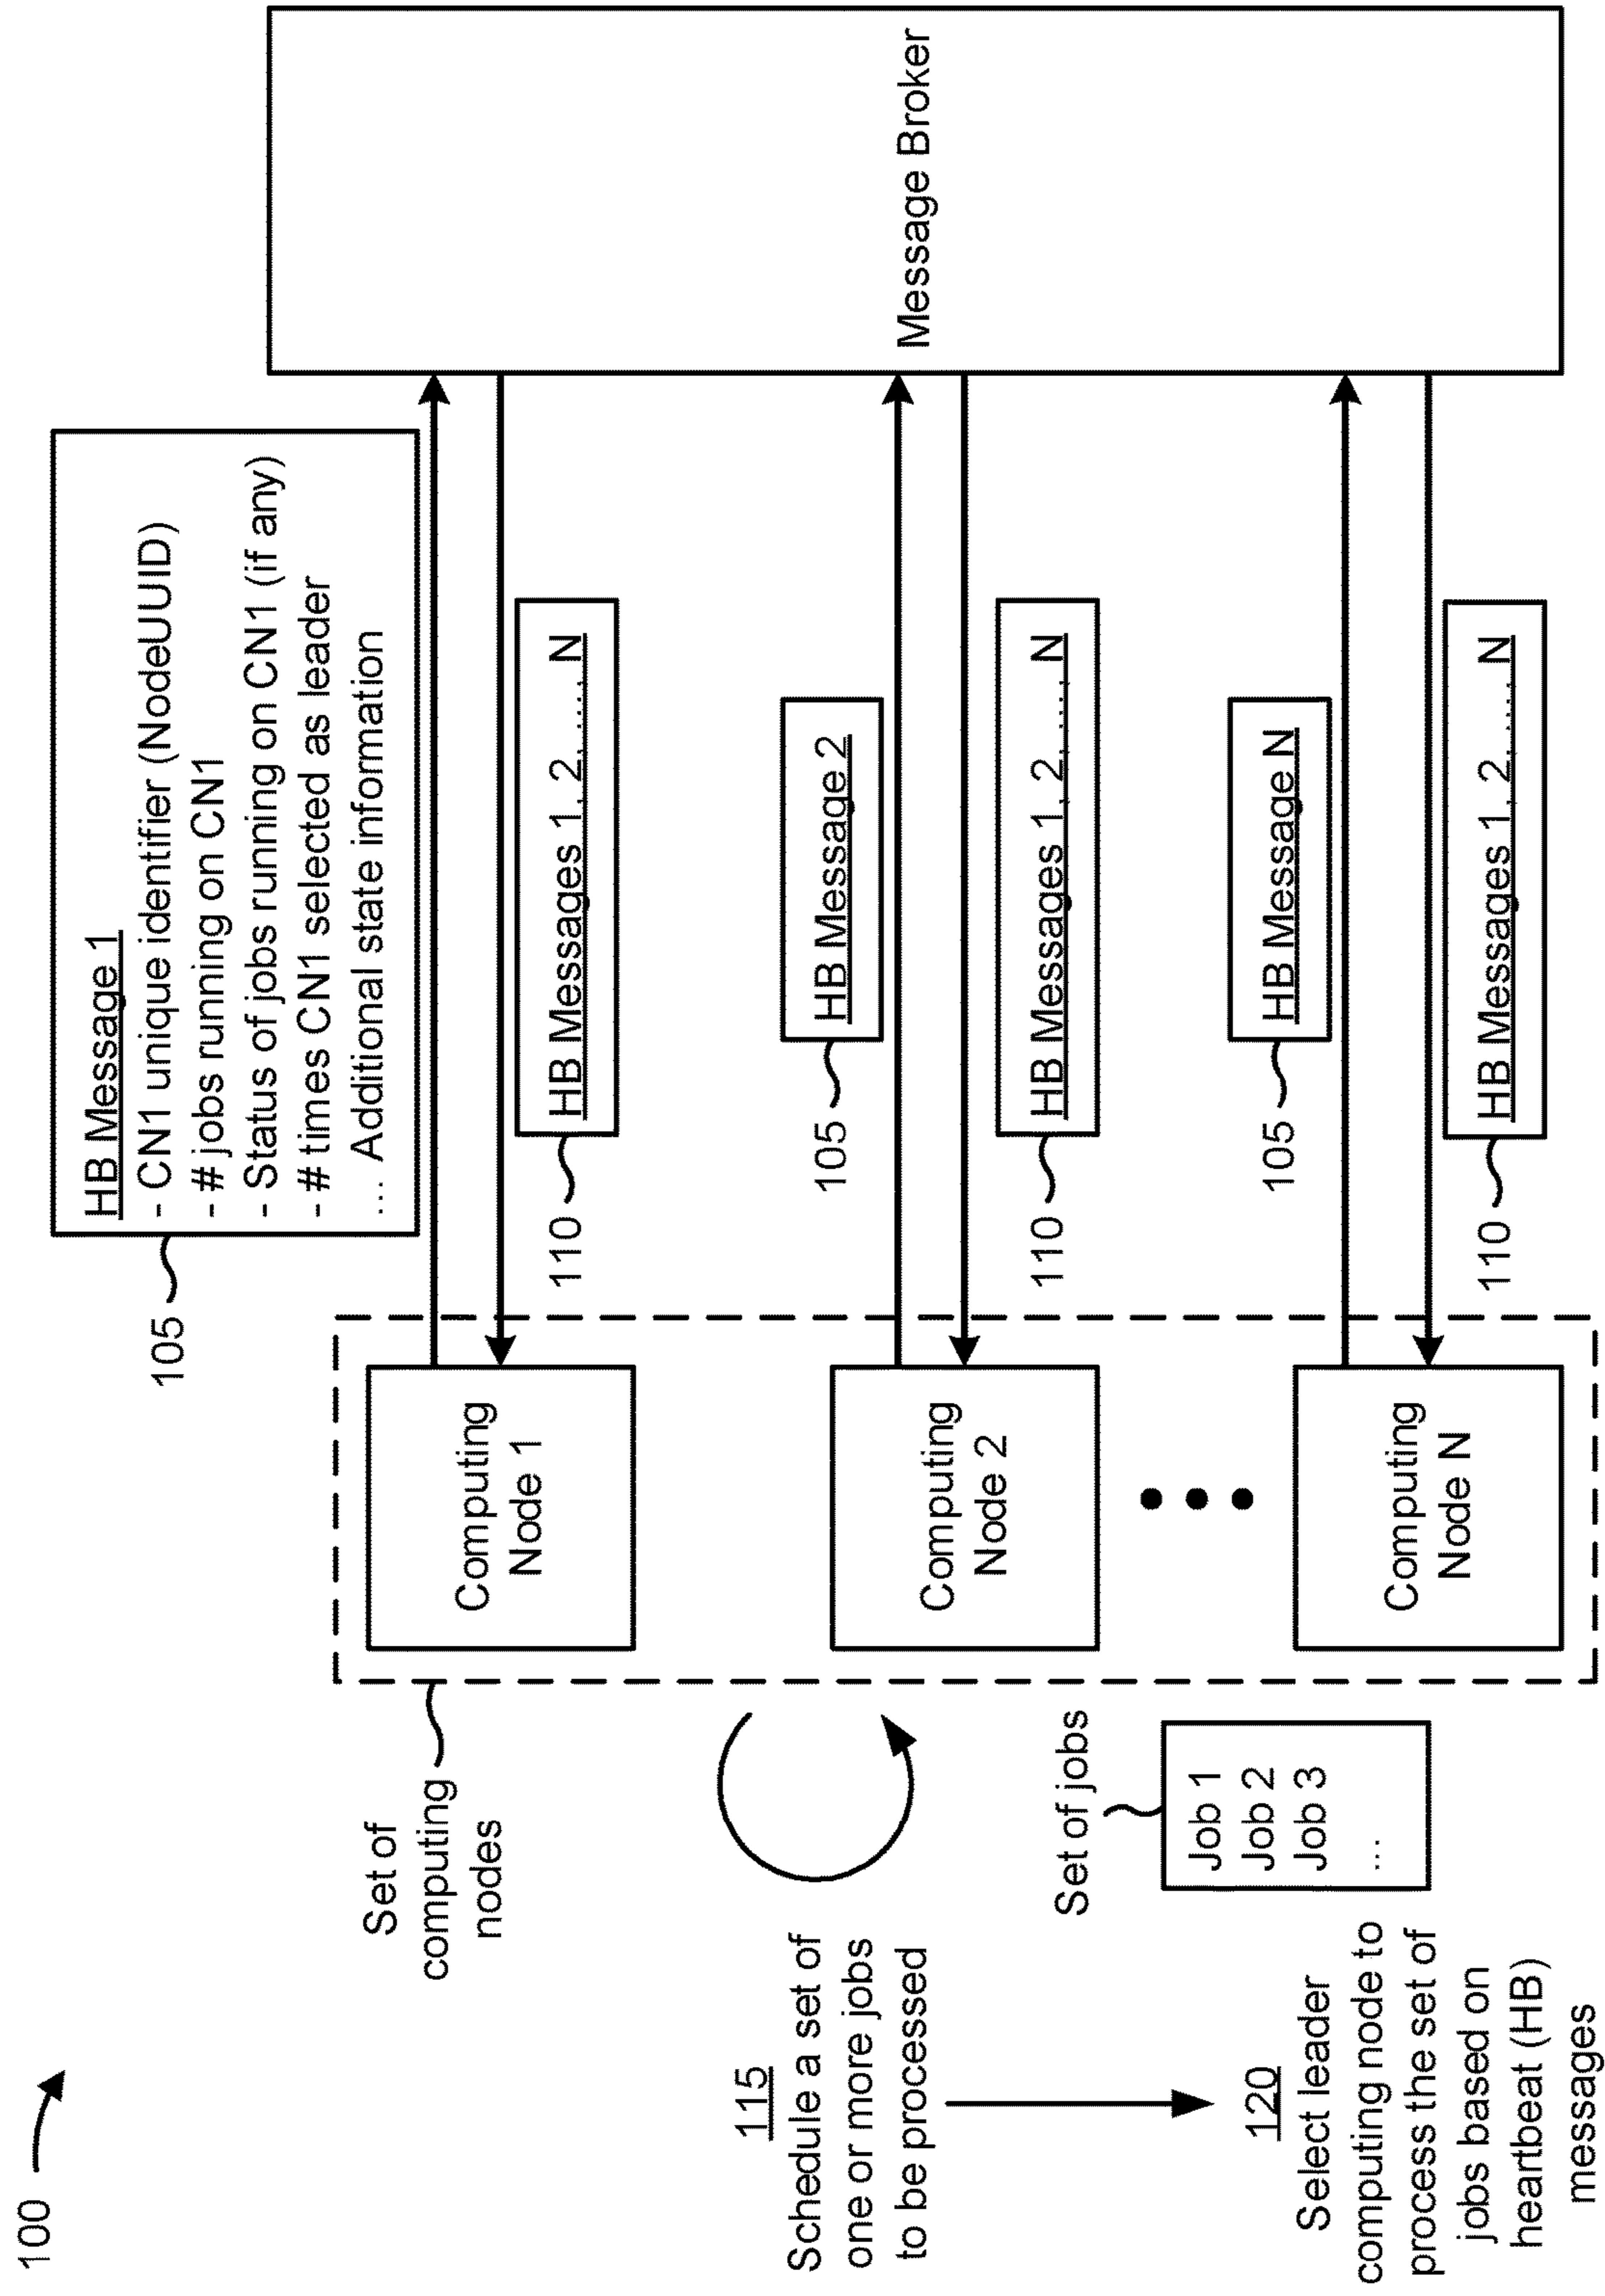 100
105
HB Message 1
- CN1 unique identifier (NodeUUID)
- # jobs running on CN1
- Status of jobs running on CN1 (if any)
- # times CN1 selected as leader
... Additional state information
Set of
computing
nodes
Computing
Node 1
110
HB Messages 1, 2, ..., N
Message Broker
115
Schedule a set of
one or more jobs
to be processed
Computing
Node 2
105
HB Message 2
110
HB Messages 1, 2, ..., N
Set of jobs
Job 1
Job 2
Job 3
...
120
Select leader
computing node to
process the set of
jobs based on
heartbeat (HB)
messages
Computing
Node N
105
HB Message N
110
HB Messages 1, 2, ..., N